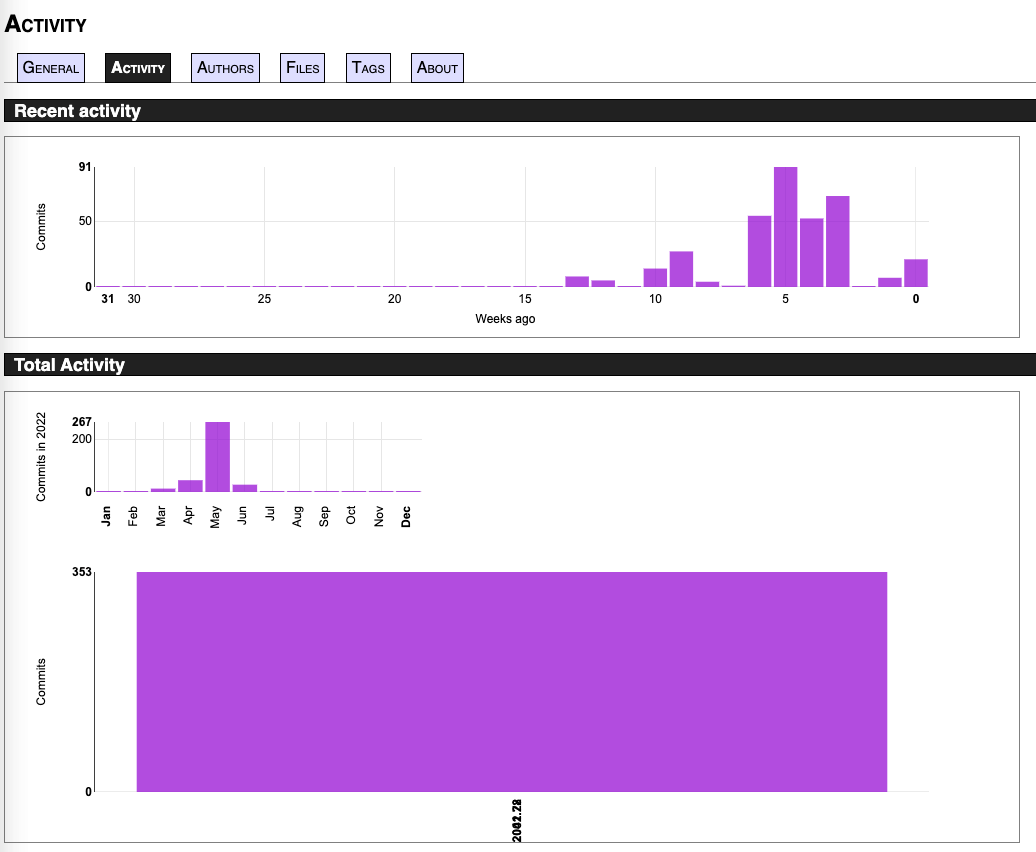 ACTIVITY
GENERAL ACTIVITY AUTHORS FILES TAGS ABOUT
Recent activity
Commits
91
50
0
31 30 25 20 15 10 5 0
Weeks ago
Total Activity
Commits in 2022
267
200
0
Jan Feb Mar Apr May Jun Jul Aug Sep Oct Nov Dec
Commits
353
0